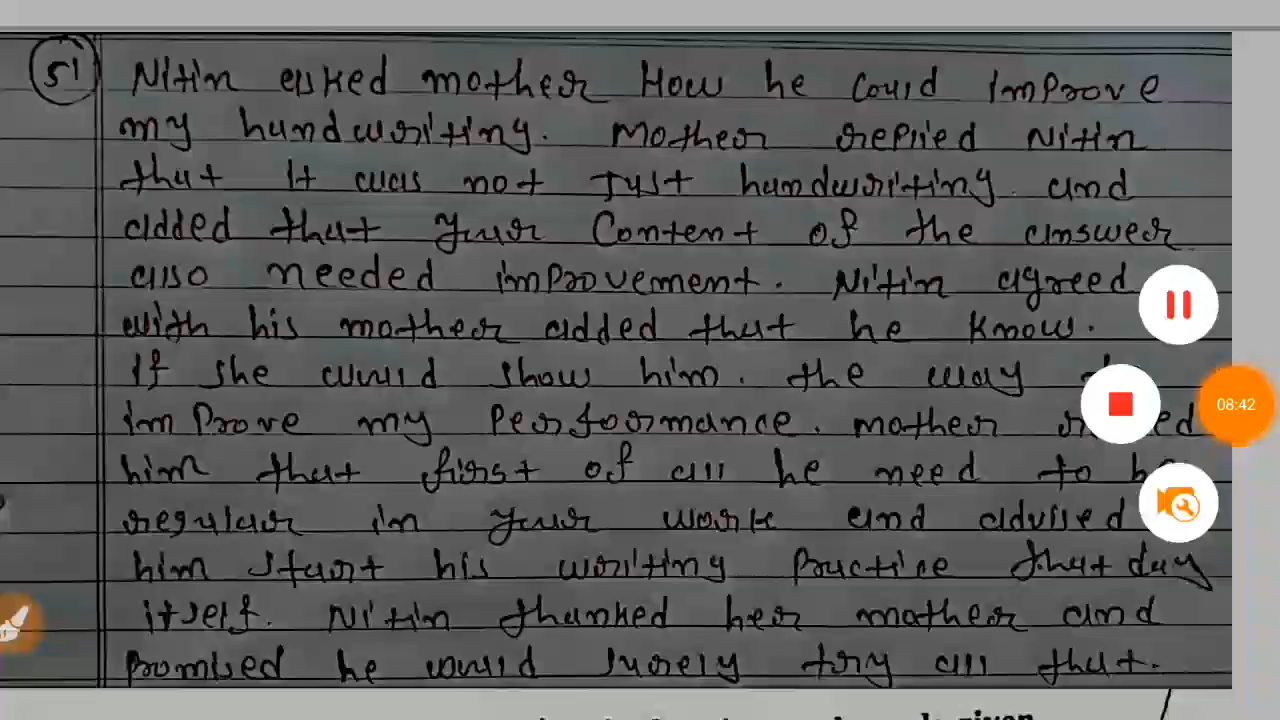 51 Nitin asked mother How he could improve
my handwriting. Mother replied Nitin
that it was not Just handwriting and
added that your Content of the answer
also needed improvement. Nitin agreed
with his mother added that he know.
If she would show him. the way
improve my performance. mother
him that first of all he need to
regular in your work and advised
him start his writing practice that day
itself. Nitin thanked her mother and
promised he would surely try all that.
08:42
given